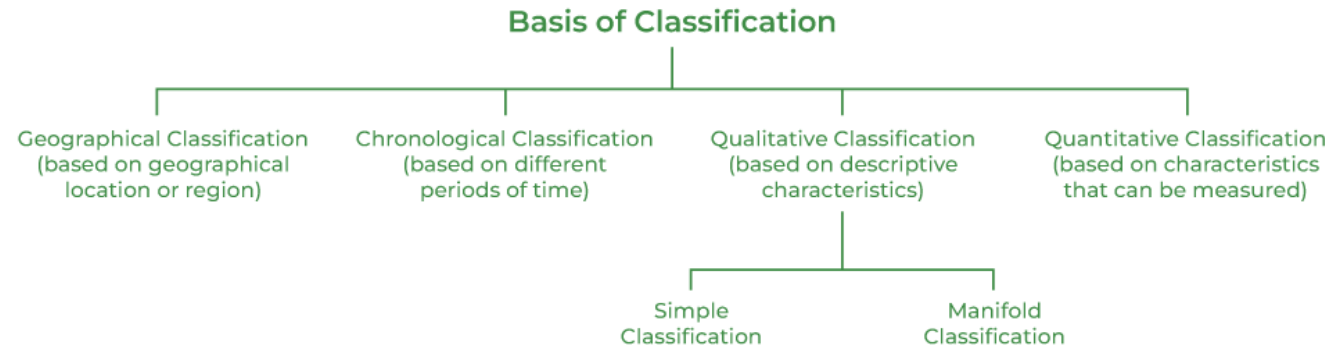 Basis of Classification
Geographical Classification
(based on geographical
location or region)
Chronological Classification
(based on different
periods of time)
Qualitative Classification
(based on descriptive
characteristics)
Quantitative Classification
(based on characteristics
that can be measured)
Simple
Classification
Manifold
Classification